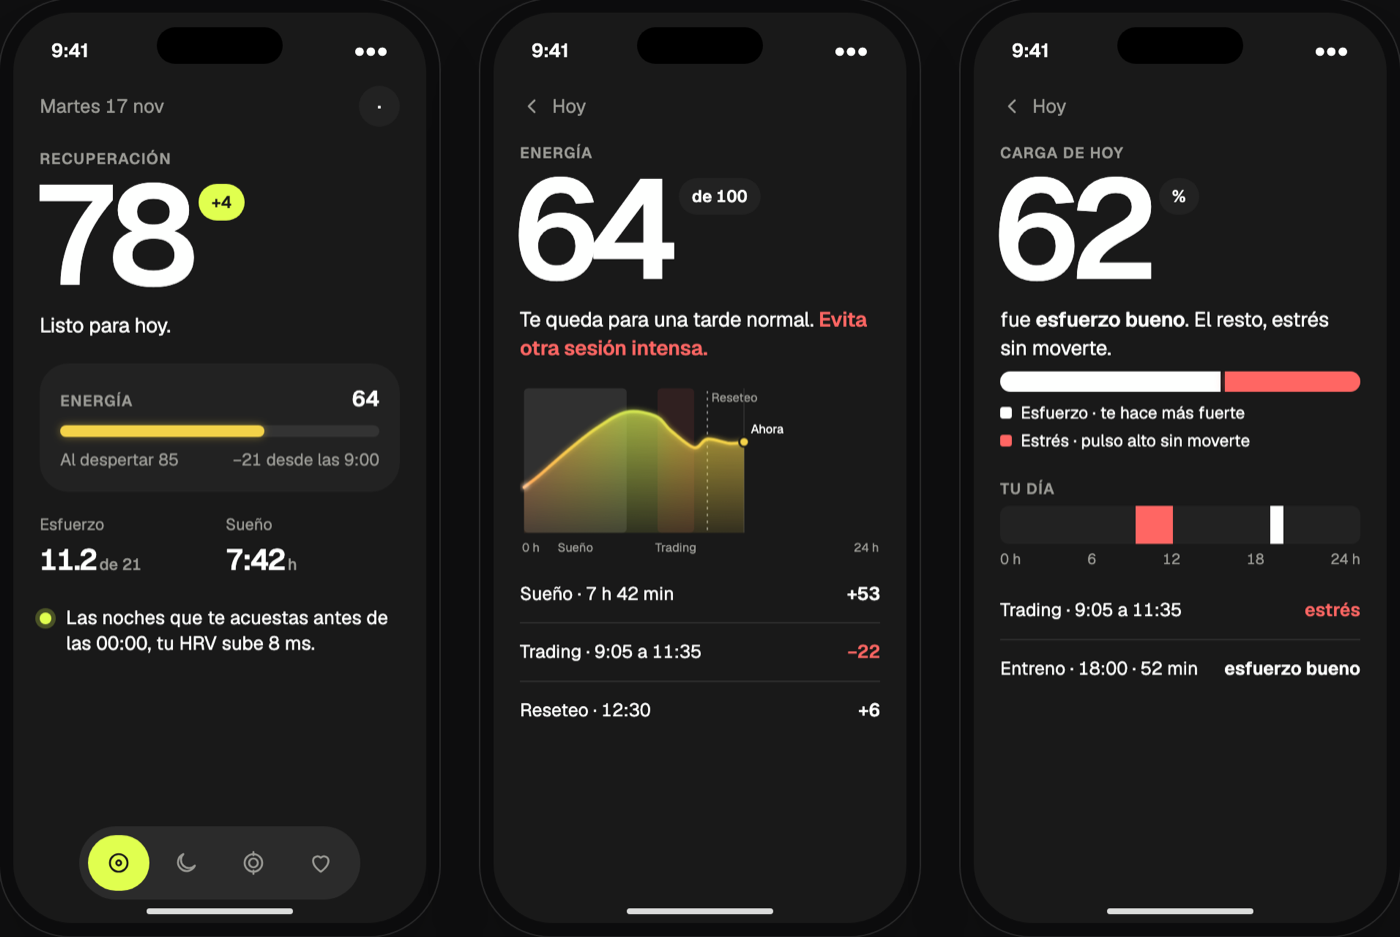 9:41
Martes 17 nov
RECUPERACIÓN
78
+4
Listo para hoy.
ENERGÍA
64
Al despertar 85
−21 desde las 9:00
Esfuerzo
Sueño
11.2 de 21
7:42 h
Las noches que te acuestas antes de
las 00:00, tu HRV sube 8 ms.
9:41
Hoy
ENERGÍA
64
de 100
Te queda para una tarde normal. Evita
otra sesión intensa.
Reseteo
Ahora
0 h
Sueño
Trading
24 h
Sueño · 7 h 42 min
+53
Trading · 9:05 a 11:35
−22
Reseteo · 12:30
+6
9:41
Hoy
CARGA DE HOY
62
%
fue esfuerzo bueno. El resto, estrés
sin moverte.
Esfuerzo · te hace más fuerte
Estrés · pulso alto sin moverte
TU DÍA
0 h
6
12
18
24 h
Trading · 9:05 a 11:35
estrés
Entreno · 18:00 · 52 min
esfuerzo bueno